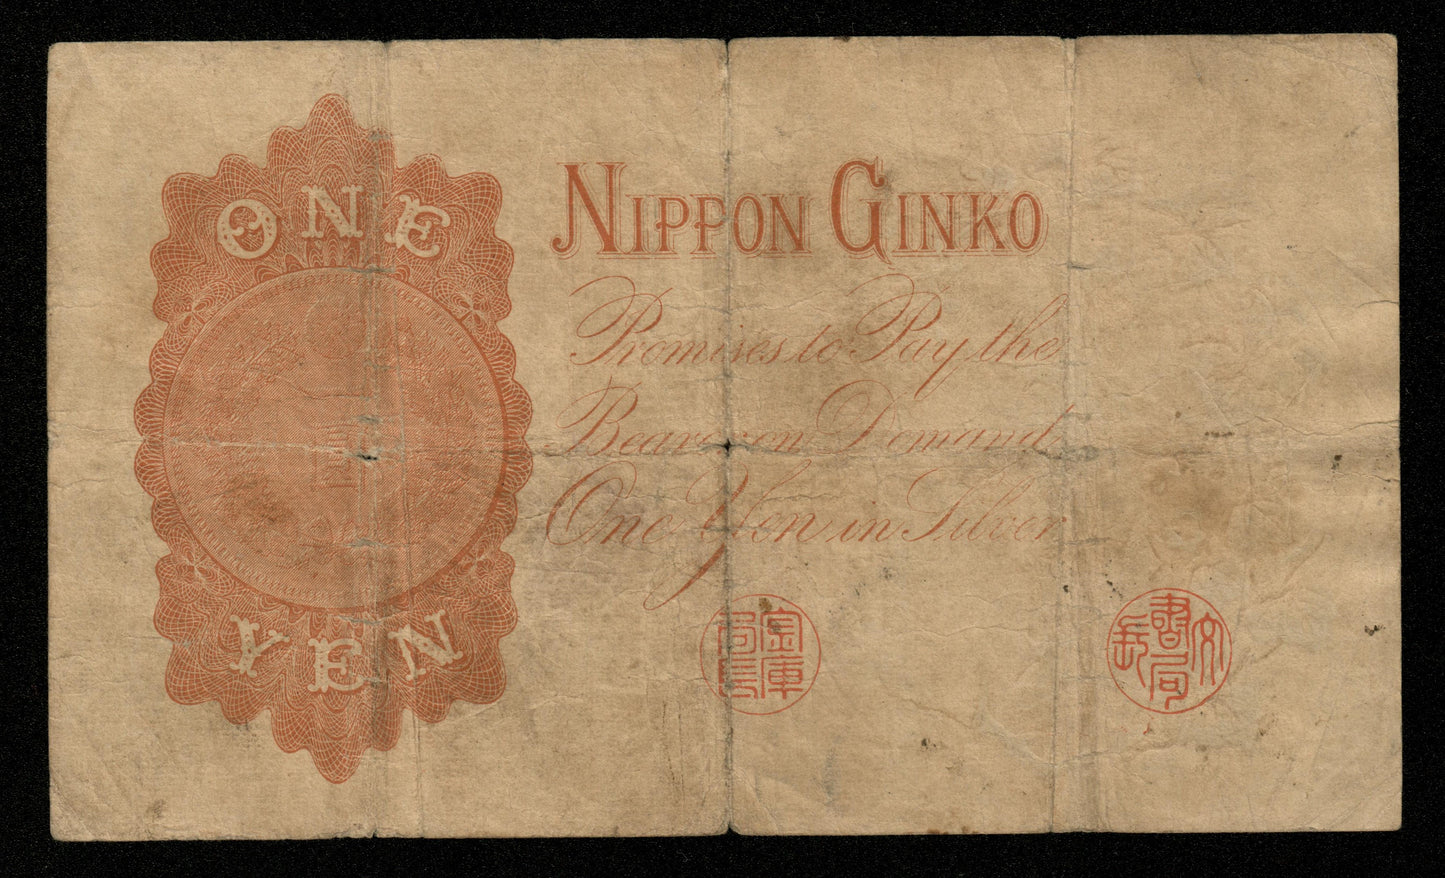 ONE
YEN
NIPPON GINKO
Promises to Pay the
Bearer on Demand
One Yen in Silver
金庫局長
文書局長